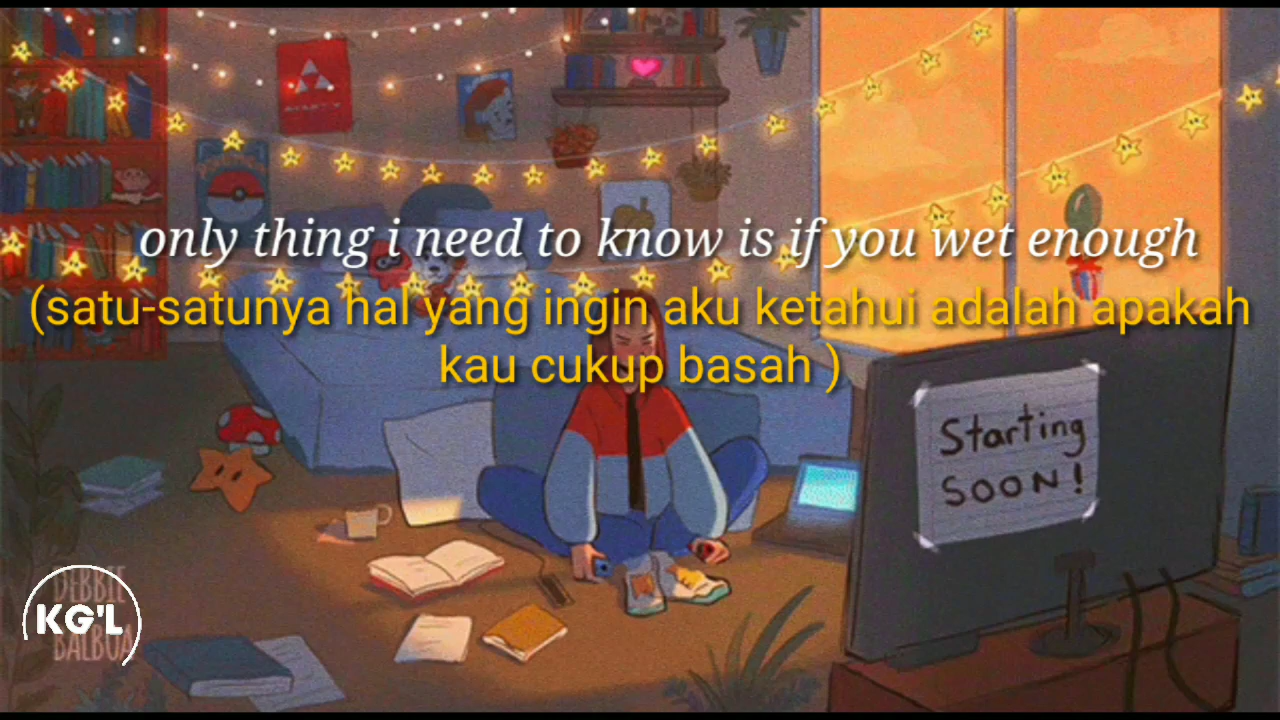 only thing i need to know is if you wet enough
(satu-satunya hal yang ingin aku ketahui adalah apakah
kau cukup basah )
Starting
SOON!
DEBBIE
KG'L
BALBOA